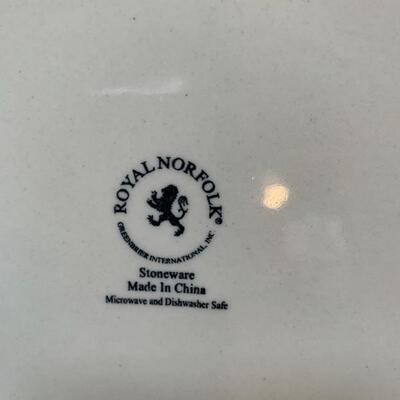 ROYAL NORFOLK®
GREENBRIER INTERNATIONAL, INC
Stoneware
Made In China
Microwave and Dishwasher Safe